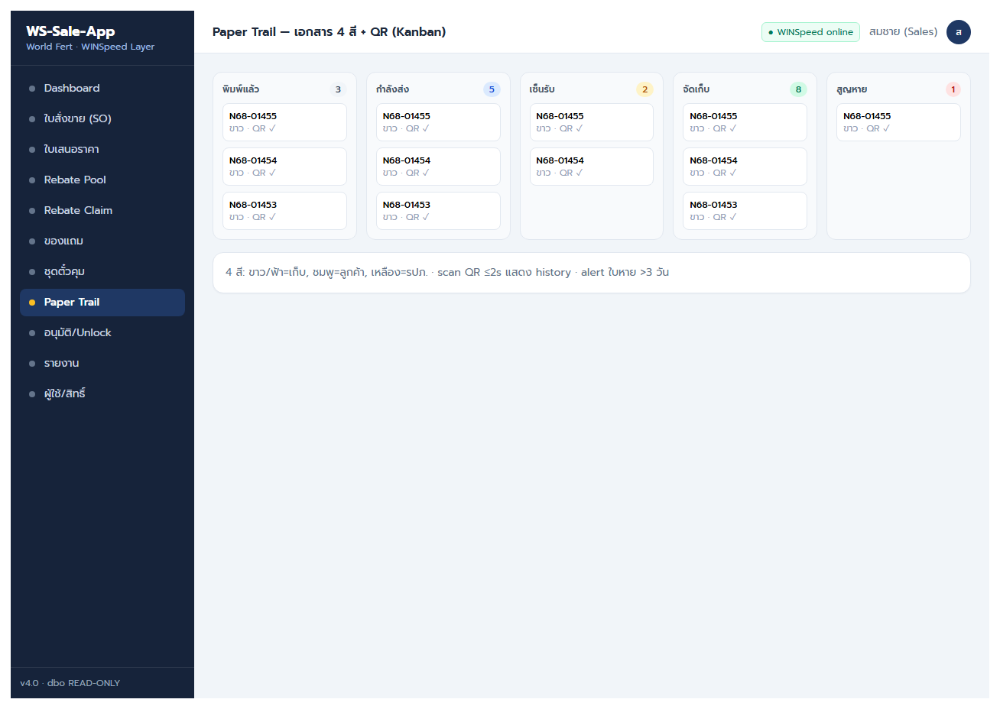 WS-Sale-App
World Fert · WINSpeed Layer
Dashboard
ใบสั่งขาย (SO)
ใบเสนอราคา
Rebate Pool
Rebate Claim
ของแถม
ชุดตั๋วคุม
Paper Trail
อนุมัติ/Unlock
รายงาน
ผู้ใช้/สิทธิ์
v4.0 · dbo READ-ONLY
Paper Trail — เอกสาร 4 สี + QR (Kanban)
● WINSpeed online
สมชาย (Sales)
ส
พิมพ์แล้ว 3
N68-01455
ขาว · QR ✓
N68-01454
ขาว · QR ✓
N68-01453
ขาว · QR ✓
กำลังส่ง 5
N68-01455
ขาว · QR ✓
N68-01454
ขาว · QR ✓
N68-01453
ขาว · QR ✓
เซ็นรับ 2
N68-01455
ขาว · QR ✓
N68-01454
ขาว · QR ✓
จัดเก็บ 8
N68-01455
ขาว · QR ✓
N68-01454
ขาว · QR ✓
N68-01453
ขาว · QR ✓
สูญหาย 1
N68-01455
ขาว · QR ✓
4 สี: ขาว/ฟ้า=เก็บ, ชมพู=ลูกค้า, เหลือง=รปภ. · scan QR ≤2s แสดง history · alert ใบหาย >3 วัน